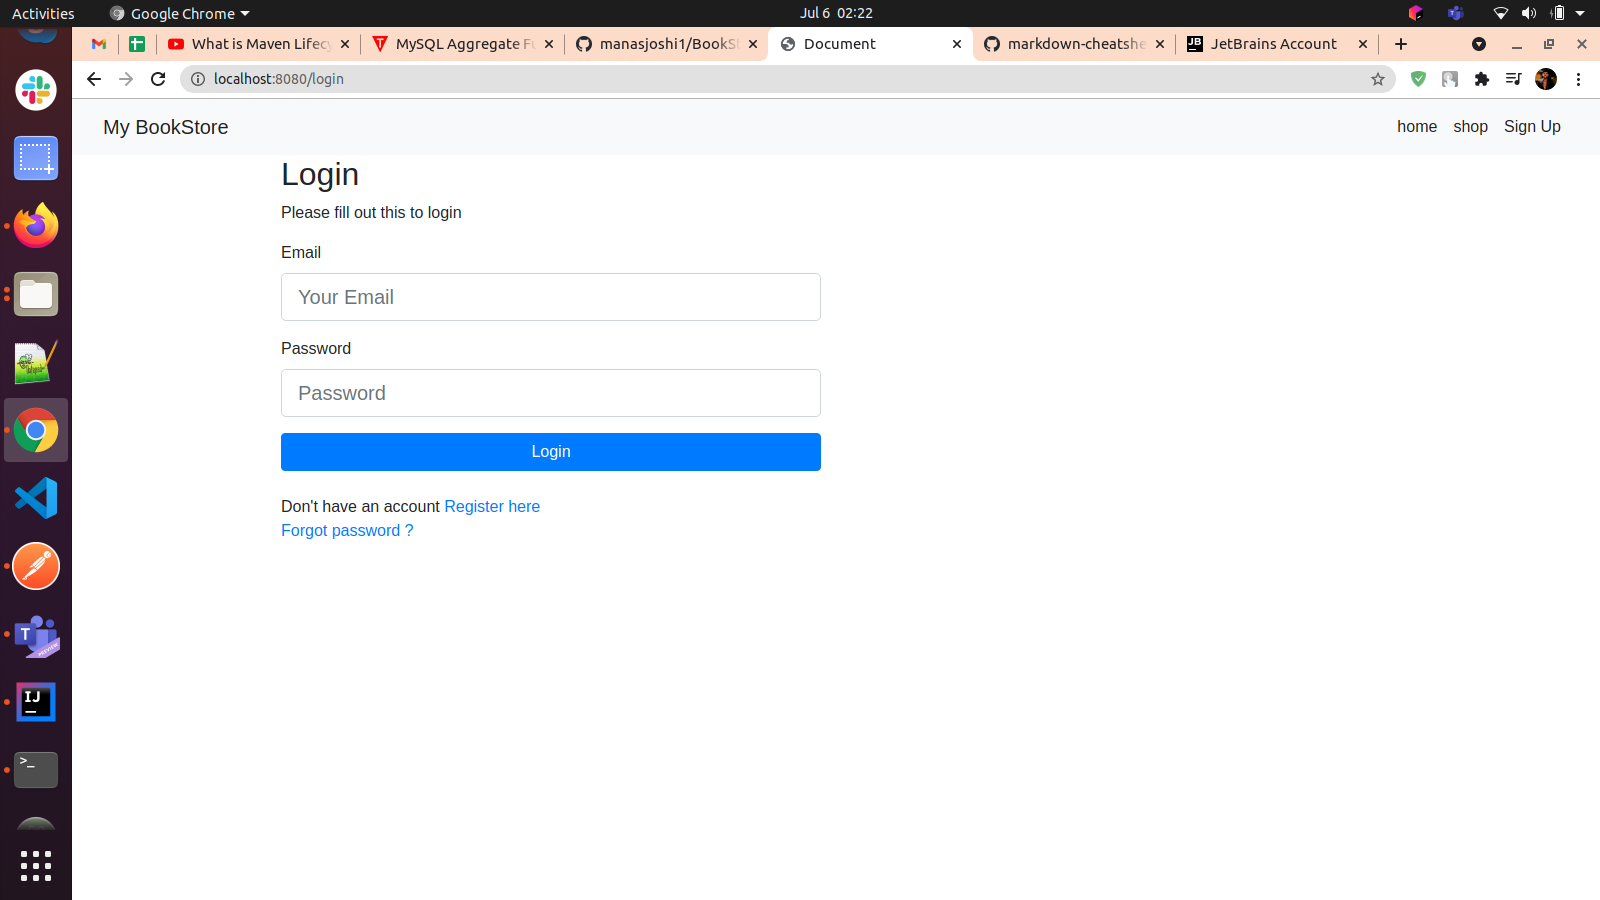 Activities
Google Chrome
Jul 6 02:22
What is Maven Lifecy
MySQL Aggregate Fu
manasjoshi1/BookSt
Document
markdown-cheatshe
JetBrains Account
localhost:8080/login
My BookStore
home
shop
Sign Up
Login
Please fill out this to login
Email
Your Email
Password
Password
Login
Don't have an account Register here
Forgot password ?